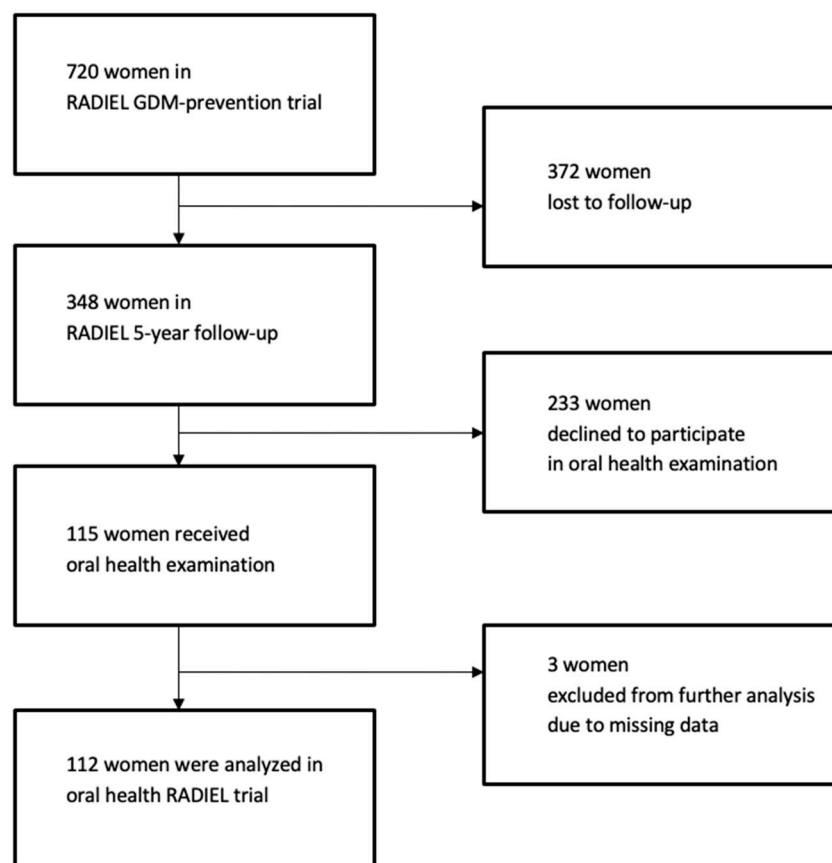 720 women in
RADIEL GDM-prevention trial
372 women
lost to follow-up
348 women in
RADIEL 5-year follow-up
233 women
declined to participate
in oral health examination
115 women received
oral health examination
3 women
excluded from further analysis
due to missing data
112 women were analyzed in
oral health RADIEL trial